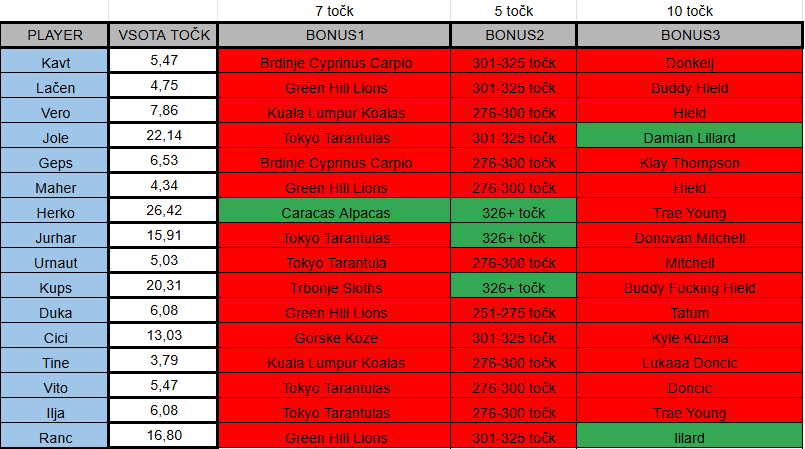 7 točk 5 točk 10 točk
PLAYER VSOTA TOČK BONUS1 BONUS2 BONUS3
Kavt 5,47 Brdinje Cyprinus Carpio 301-325 točk Donkelj
Lačen 4,75 Green Hill Lions 301-325 točk Buddy Hield
Vero 7,86 Kuala Lumpur Koalas 276-300 točk Hield
Jole 22,14 Tokyo Tarantulas 301-325 točk Damian Lillard
Geps 6,53 Brdinje Cyprinus Carpio 276-300 točk Klay Thompson
Maher 4,34 Green Hill Lions 276-300 točk Hield
Herko 26,42 Caracas Alpacas 326+ točk Trae Young
Jurhar 15,91 Tokyo Tarantulas 326+ točk Donovan Mitchell
Urnaut 5,03 Tokyo Tarantula 276-300 točk Mitchell
Kups 20,31 Trbonje Sloths 326+ točk Buddy Fucking Hield
Duka 6,08 Green Hill Lions 251-275 točk Tatum
Cici 13,03 Gorske Koze 301-325 točk Kyle Kuzma
Tine 3,79 Kuala Lumpur Koalas 276-300 točk Lukaaa Doncic
Vito 5,47 Tokyo Tarantulas 276-300 točk Doncic
Ilja 6,08 Tokyo Tarantulas 276-300 točk Trae Young
Ranc 16,80 Green Hill Lions 301-325 točk lilard